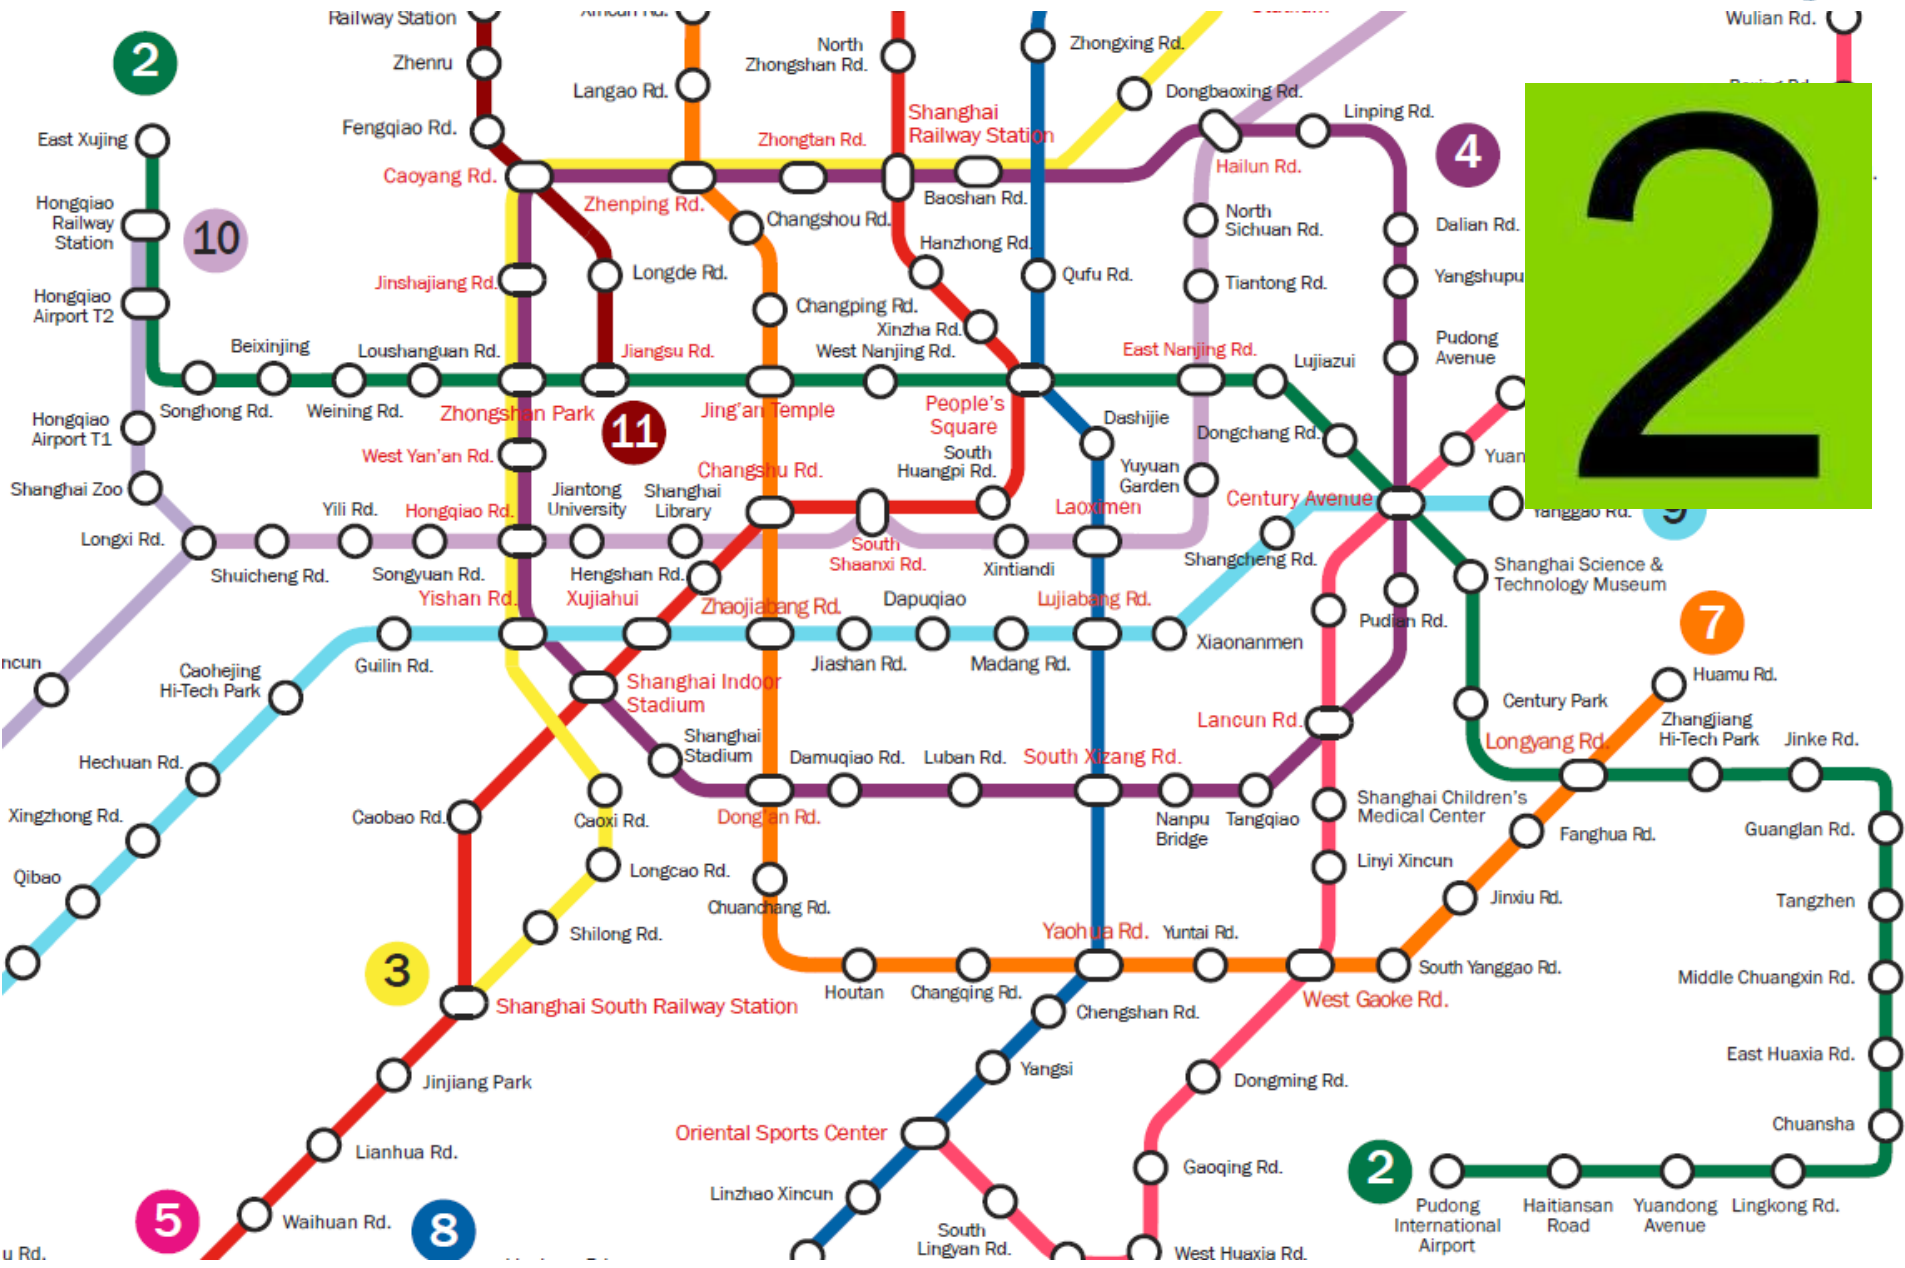 Railway Station
Wulian Rd.
2
Zhenru
North
Zhongshan Rd.
Zhongxing Rd.
Langao Rd.
Dongbaoxing Rd.
Linping Rd.
Shanghai
Railway Station
Fengqiao Rd.
Zhongtan Rd.
East Xujing
4
2
Caoyang Rd.
Hailun Rd.
Zhenping Rd.
Baoshan Rd.
Hongqiao
Railway
Station
10
Changshou Rd.
North
Sichuan Rd.
Dalian Rd.
Hanzhong Rd.
Jinshajiang Rd.
Longde Rd.
Qufu Rd.
Tiantong Rd.
Yangshupu
Hongqiao
Airport T2
Changping Rd.
Xinzha Rd.
Pudong
Avenue
Beixinjing
Loushanguan Rd.
Jiangsu Rd.
West Nanjing Rd.
East Nanjing Rd.
Lujiazui
Songhong Rd.
Weining Rd.
Zhongshan Park
Jing'an Temple
People's
Square
Dashijie
Hongqiao
Airport T1
11
Dongchang Rd.
West Yan'an Rd.
Changshu Rd.
South
Huangpi Rd.
Yuyuan
Garden
Yuan
Shanghai Zoo
Jiantong
University
Shanghai
Library
Century Avenue
Yili Rd.
Hongqiao Rd.
Laoximen
Yanggao Rd.
9
Longxi Rd.
South
Shaanxi Rd.
Shangcheng Rd.
Shuicheng Rd.
Songyuan Rd.
Hengshan Rd.
Xintiandi
Shanghai Science &
Technology Museum
Yishan Rd.
Xujiahui
Zhaojiabang Rd.
Dapuqiao
Lujiabang Rd.
Pudian Rd.
7
Guilin Rd.
Jiashan Rd.
Madang Rd.
Xiaonanmen
ncun
Caohejing
Hi-Tech Park
Huamu Rd.
Shanghai Indoor
Stadium
Century Park
Lancun Rd.
Zhangjiang
Hi-Tech Park
Jinke Rd.
Longyang Rd.
Shanghai
Stadium
Hechuan Rd.
Damuqiao Rd.
Luban Rd.
South Xizang Rd.
Xingzhong Rd.
Caobao Rd.
Caoxi Rd.
Dong'an Rd.
Nanpu
Bridge
Tangqiao
Shanghai Children's
Medical Center
Fanghua Rd.
Guanglan Rd.
Qibao
Longcao Rd.
Linyi Xincun
Chuanchang Rd.
Jinxiu Rd.
Tangzhen
Shilong Rd.
Yaohua Rd.
Yuntai Rd.
3
South Yanggao Rd.
Middle Chuangxin Rd.
Houtan
Changqing Rd.
West Gaoke Rd.
Shanghai South Railway Station
Chengshan Rd.
East Huaxia Rd.
Jinjiang Park
Yangsi
Dongming Rd.
Chuansha
Oriental Sports Center
Lianhua Rd.
Gaoqing Rd.
2
Linzhao Xincun
Pudong
International
Airport
Haitiansan
Road
Yuandong
Avenue
Lingkong Rd.
5
Waihuan Rd.
8
South
Lingyan Rd.
West Huaxia Rd.
u Rd.